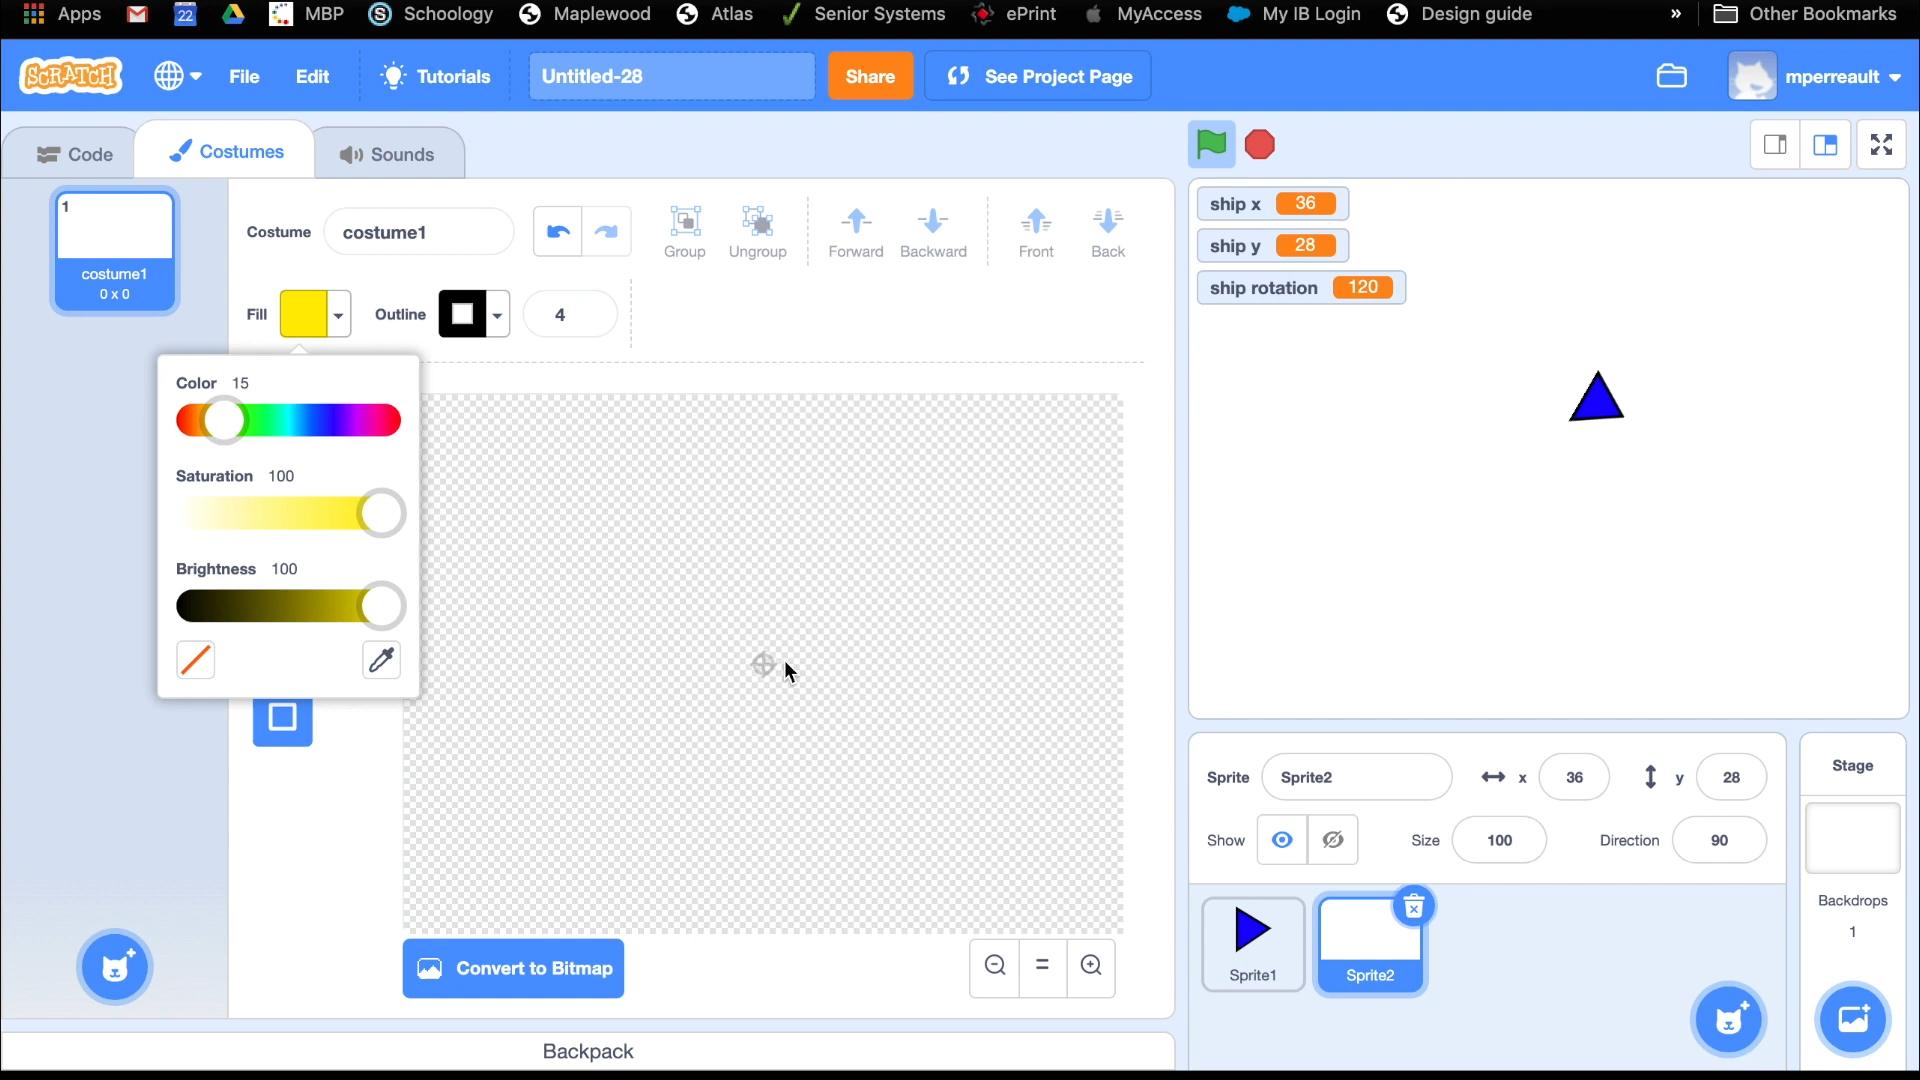 Apps 22 MBP Schoology Maplewood Atlas Senior Systems ePrint MyAccess My IB Login Design guide » Other Bookmarks
SCRATCH File Edit Tutorials Untitled-28 Share See Project Page mperreault
Code Costumes Sounds
1
costume1
0 x 0
Costume costume1 Group Ungroup Forward Backward Front Back
Fill Outline 4
Color 15
Saturation 100
Brightness 100
Convert to Bitmap
Backpack
ship x 36
ship y 28
ship rotation 120
Sprite Sprite2 x 36 y 28
Show Size 100 Direction 90
Sprite1
Sprite2
Stage
Backdrops
1